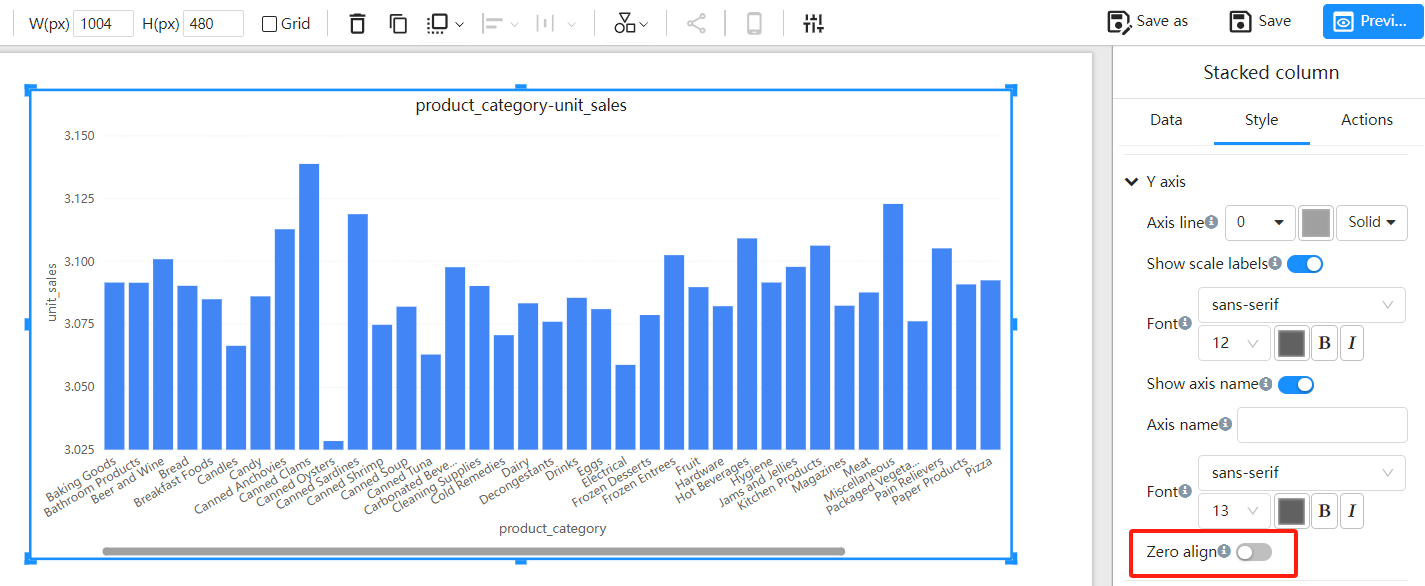 W(px) 1004 H(px) 480 Grid Save as Save Previ...
Stacked column
Data Style Actions
product_category-unit_sales
3.150
3.125
3.100
3.075
3.050
3.025
unit_sales
Baking Goods
Bathroom Products
Beer and Wine
Bread
Breakfast Foods
Candles
Candy
Canned Anchovies
Canned Clams
Canned Oysters
Canned Sardines
Canned Shrimp
Canned Soup
Canned Tuna
Carbonated Beve...
Cleaning Supplies
Cold Remedies
Dairy
Decongestants
Drinks
Eggs
Electrical
Frozen Desserts
Frozen Entrees
Fruit
Hardware
Hot Beverages
Hygiene
Jams and Jellies
Kitchen Products
Magazines
Meat
Miscellaneous
Packaged Vegeta...
Pain Relievers
Paper Products
Pizza
product_category
Y axis
Axis line 0 Solid
Show scale labels
sans-serif
Font
12 B I
Show axis name
Axis name
sans-serif
Font
13 B I
Zero align